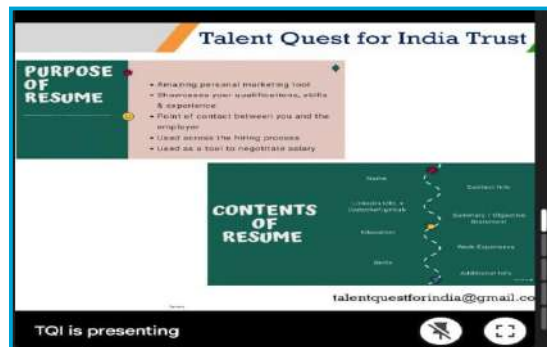 Talent Quest for India Trust
PURPOSE
OF
RESUME
• Amazing personal marketing tool
• Showcases your qualifications, skills
& experience
• Point of contact between you and the
employer
• Used across the hiring process
• Used as a tool to negotiate salary
CONTENTS
OF
RESUME
Name
Contact Info
Summary / Objective
Statement
Education
Work Experience
Skills
Additional Info
talentquestforindia@gmail.co
TQI is presenting